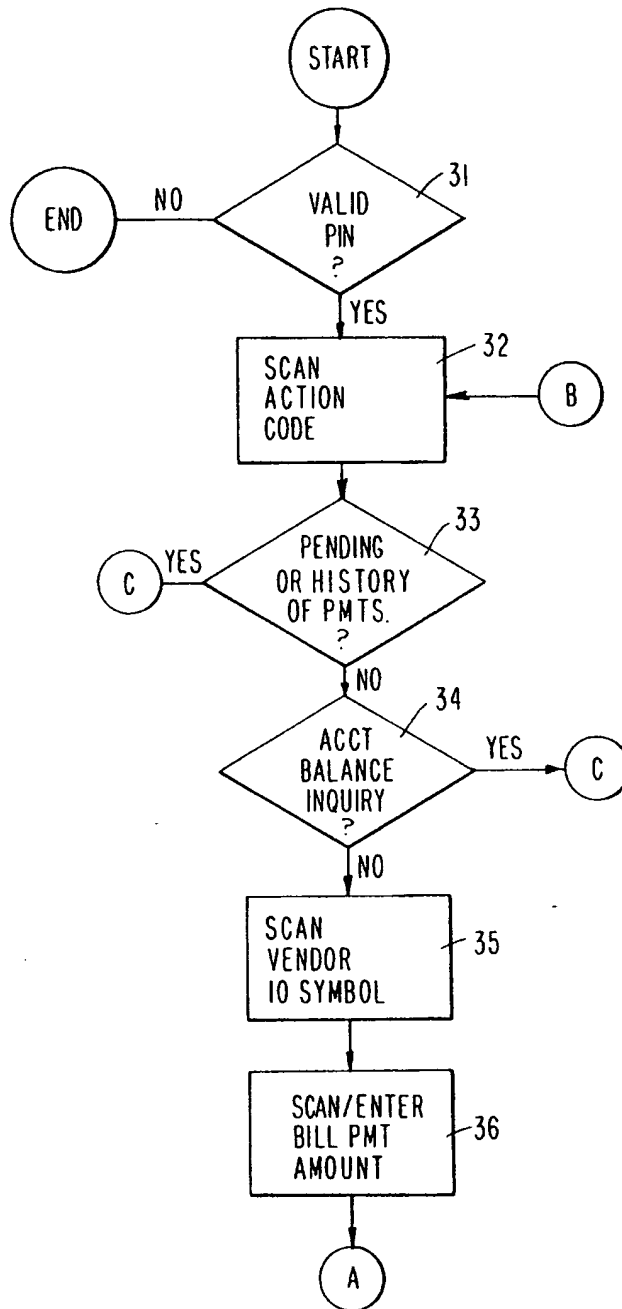 START
31
VALID
PIN
?
NO
END
YES
32
SCAN
ACTION
CODE
B
33
PENDING
OR HISTORY
OF PMTS.
?
YES
C
NO
34
ACCT
BALANCE
INQUIRY
?
YES
C
NO
SCAN
VENDOR
IO SYMBOL
35
SCAN/ENTER
BILL PMT
AMOUNT
36
A